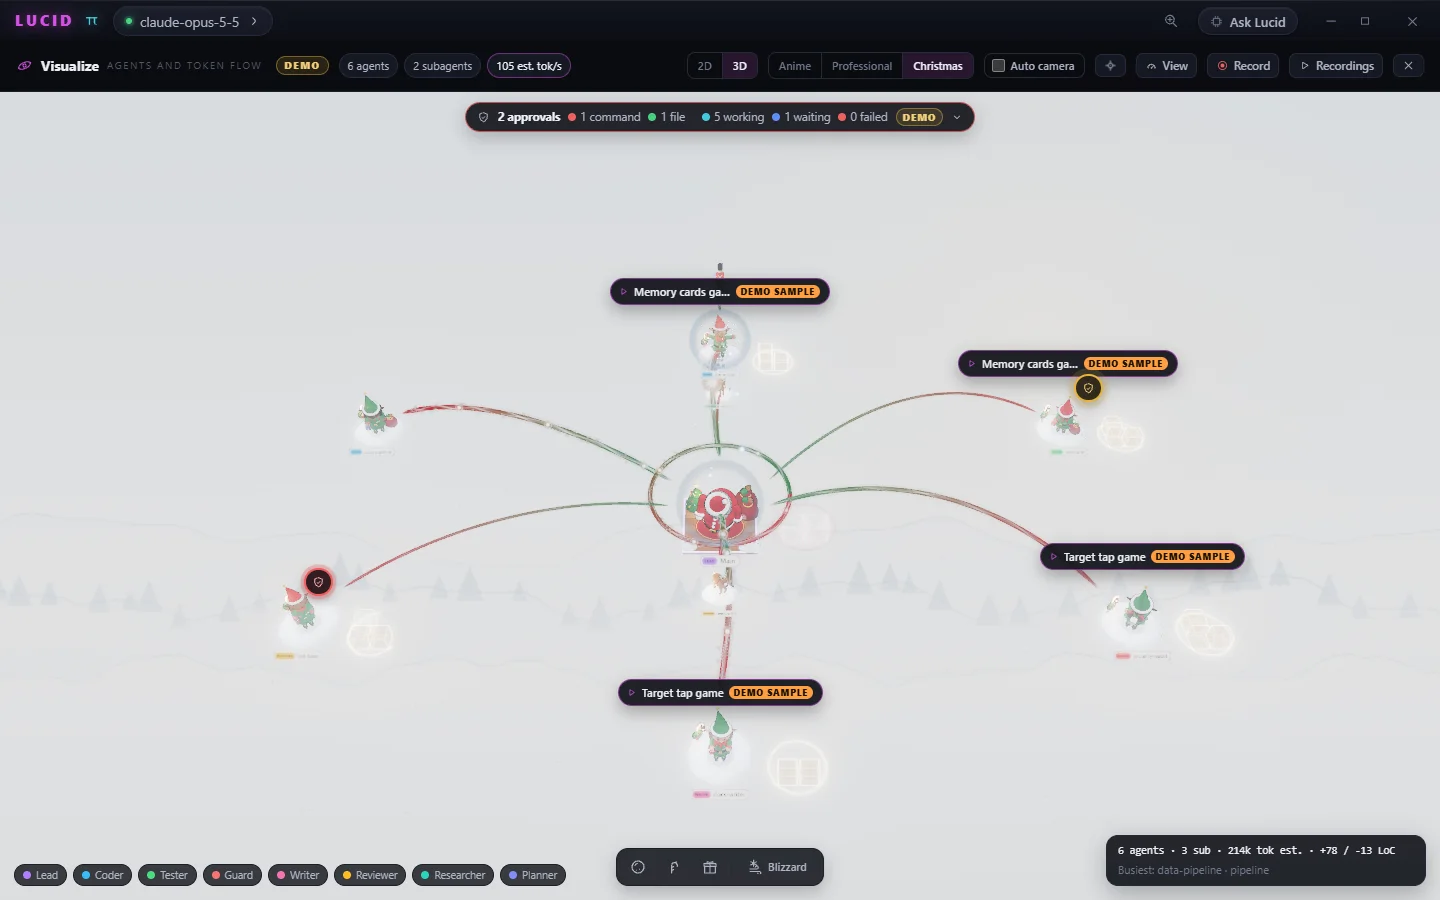 LUCID
claude-opus-5-5
Ask Lucid
Visualize AGENTS AND TOKEN FLOW DEMO 6 agents 2 subagents 105 est. tok/s 2D 3D Anime Professional Christmas Auto camera View Record Recordings
2 approvals 1 command 1 file 5 working 1 waiting 0 failed DEMO
Memory cards ga... DEMO SAMPLE
Memory cards ga... DEMO SAMPLE
Target tap game DEMO SAMPLE
Main
Target tap game DEMO SAMPLE
6 agents · 3 sub · 214k tok est. · +78 / -13 LoC
Busiest: data-pipeline · pipeline
Lead Coder Tester Guard Writer Reviewer Researcher Planner
Blizzard